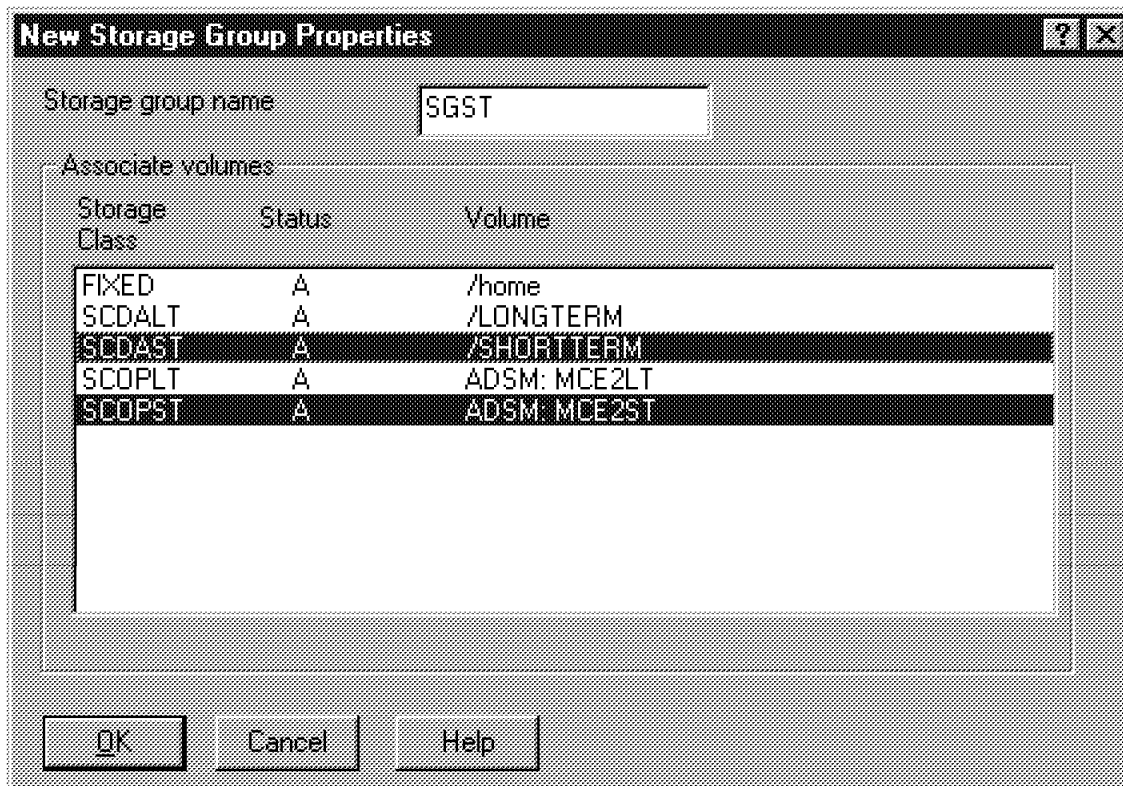 New Storage Group Properties
Storage group name SGST
Associate volumes
Storage Class Status Volume
FIXED A /home
SCDALT A /LONGTERM
SCDAST A /SHORTTERM
SCOPLT A ADSM: MCE2LT
SCOPST A ADSM: MCE2ST
OK Cancel Help